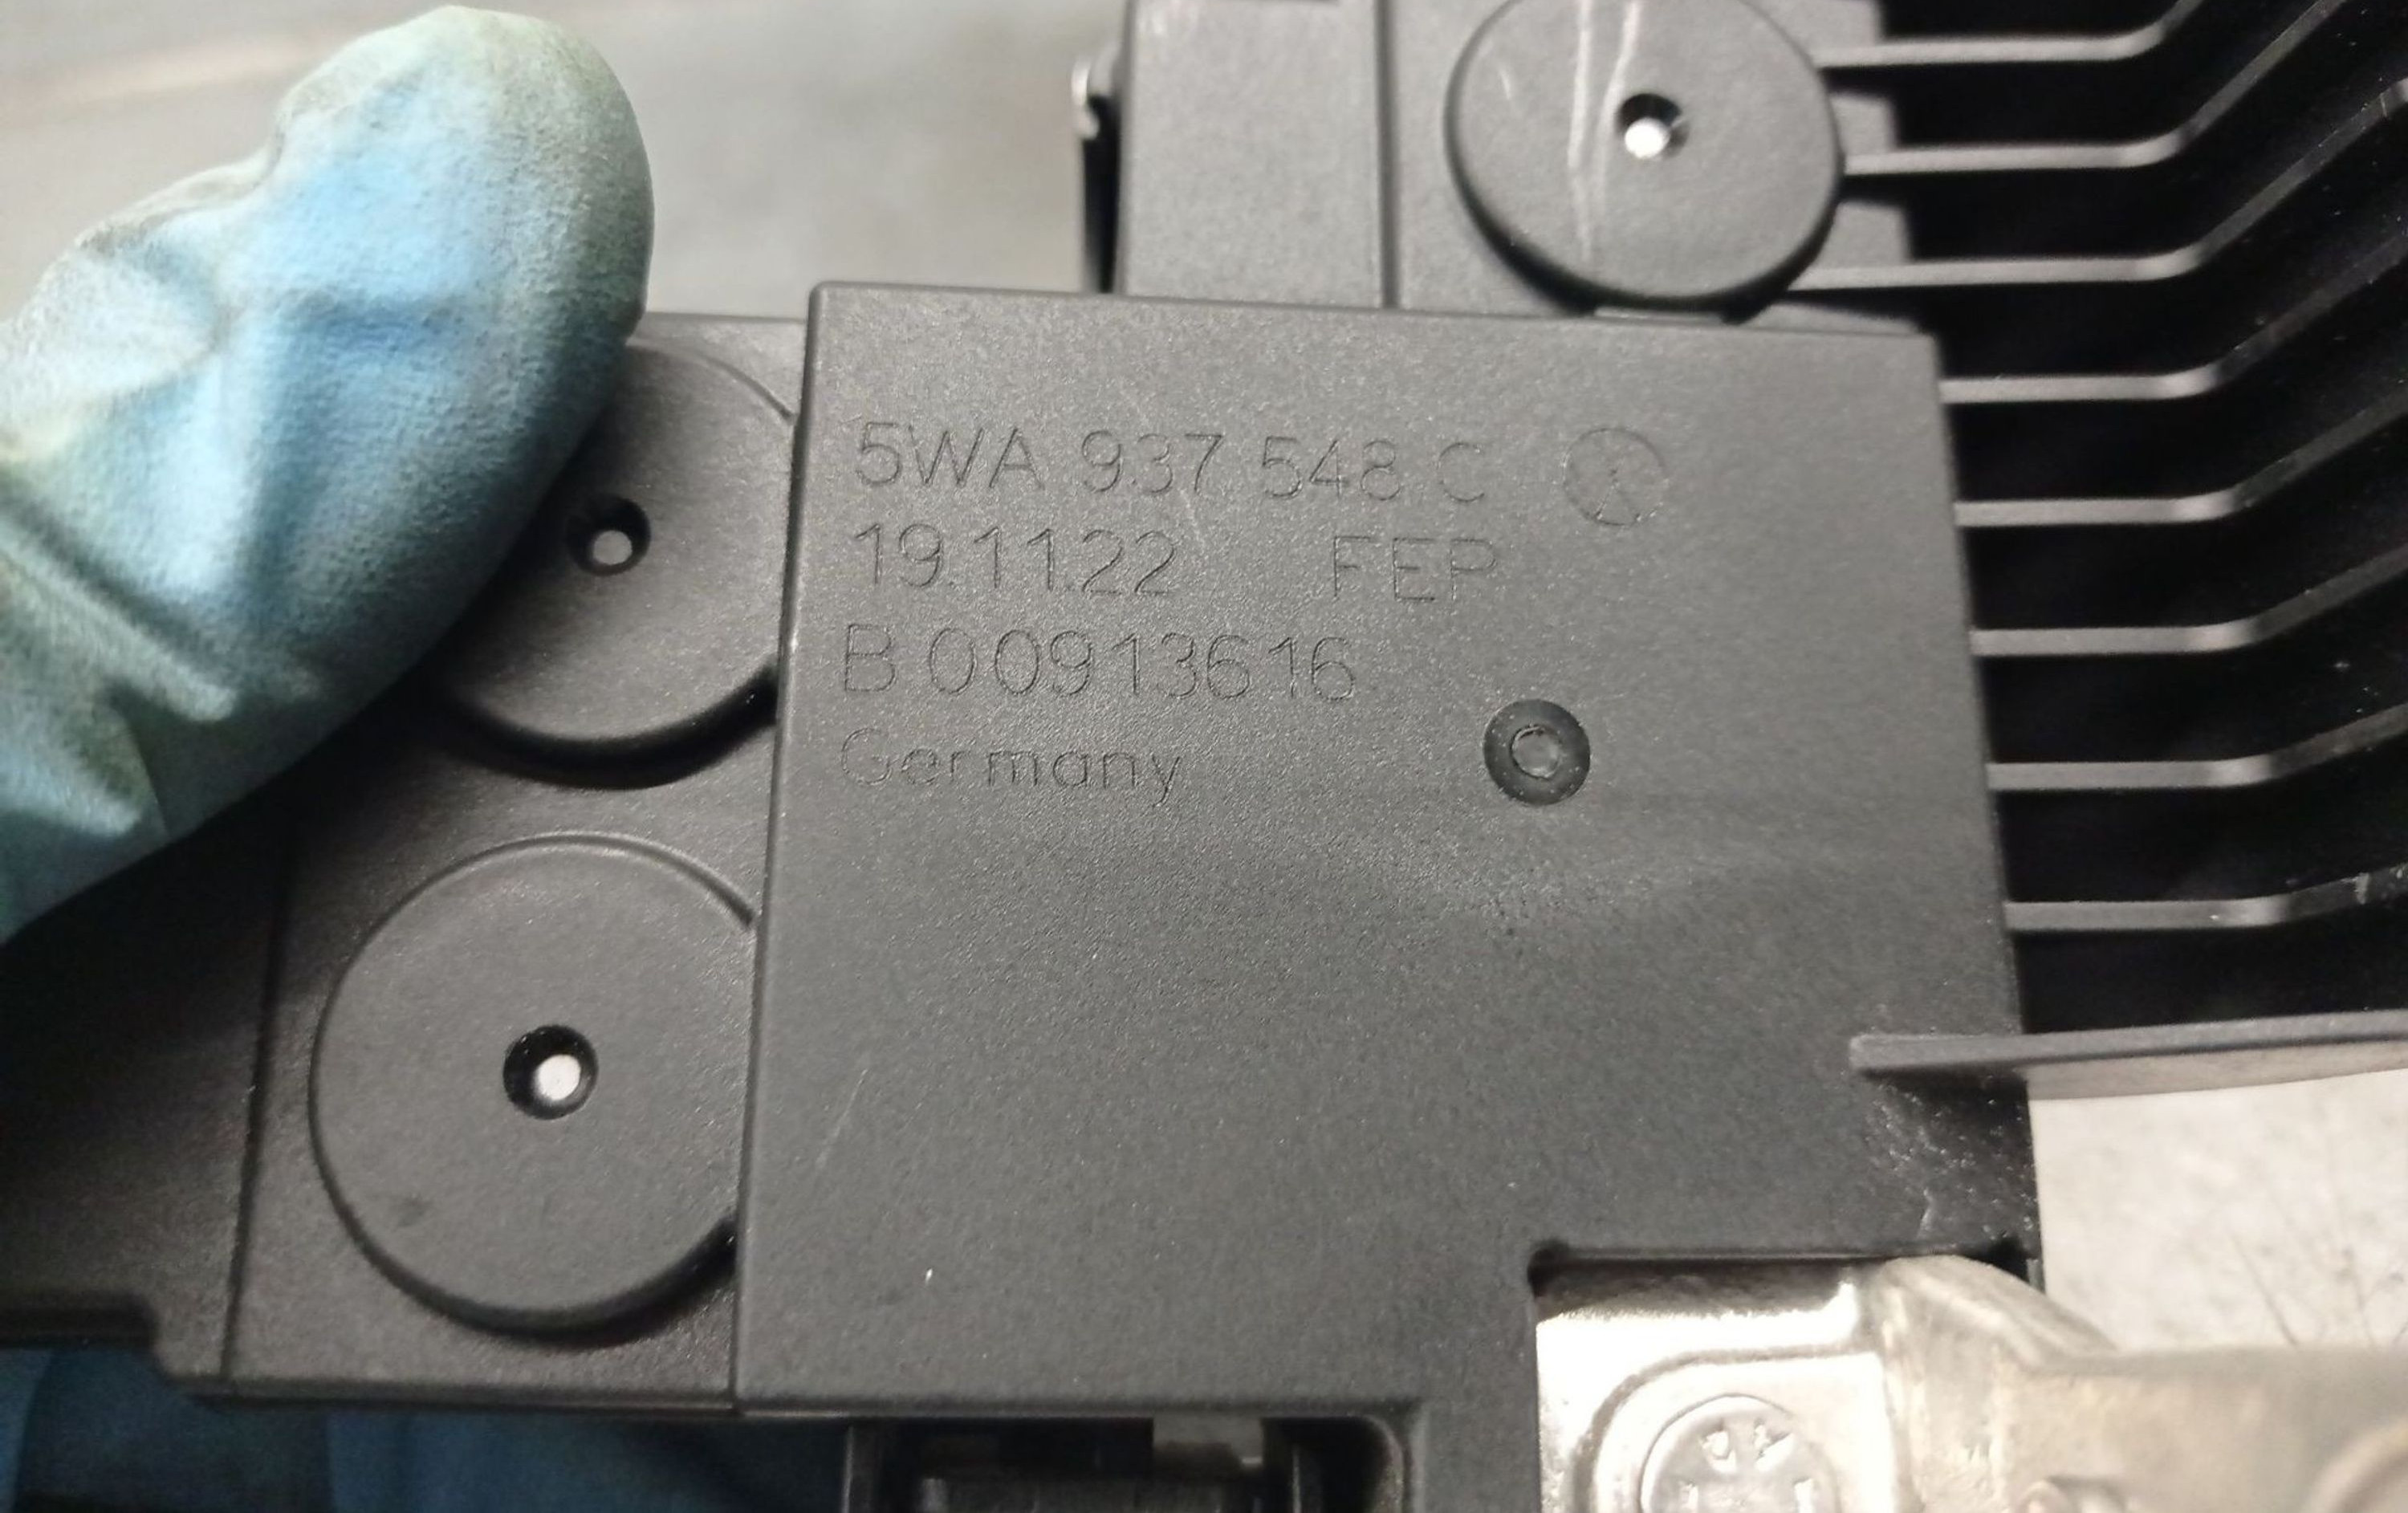 5WA 937 548 C
19.11.22 FEP
B 00913616
Germany